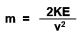 m = 2KE
v²